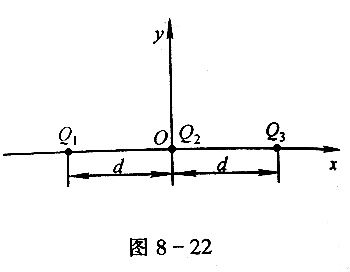 y
Q₁ O Q₂ Q₃
d d x
图 8-22